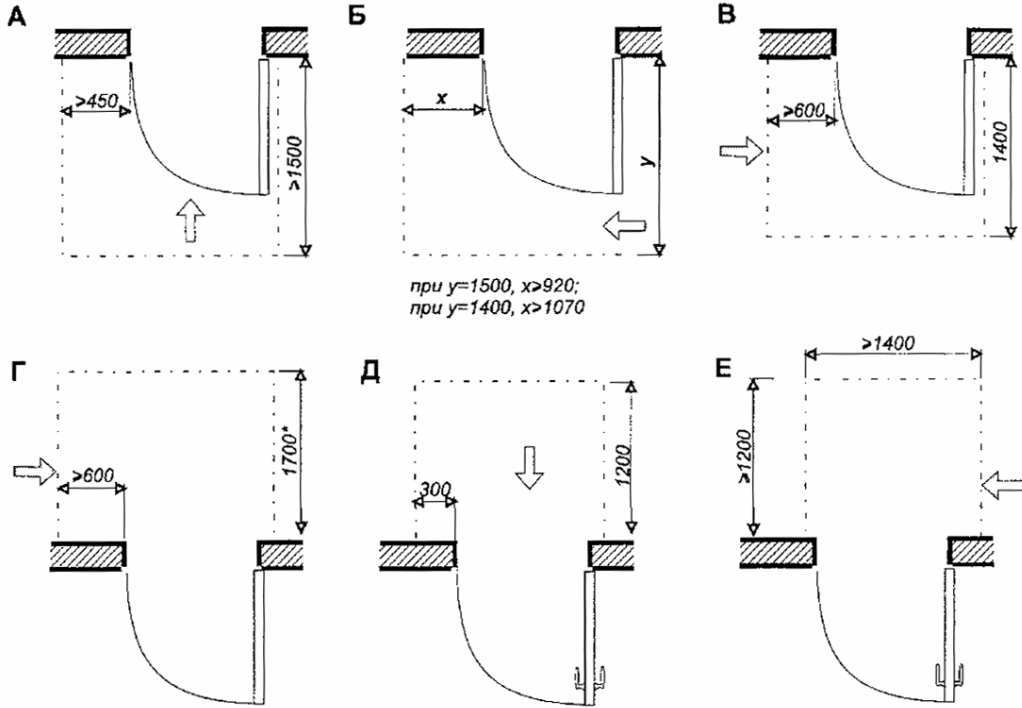 А
Б
В
≥450
≥1500
x
y
≥600
1400
при y=1500, x≥920;
при y=1400, x≥1070
Г
Д
Е
≥600
1700*
300
1200
≥1400
≥1200